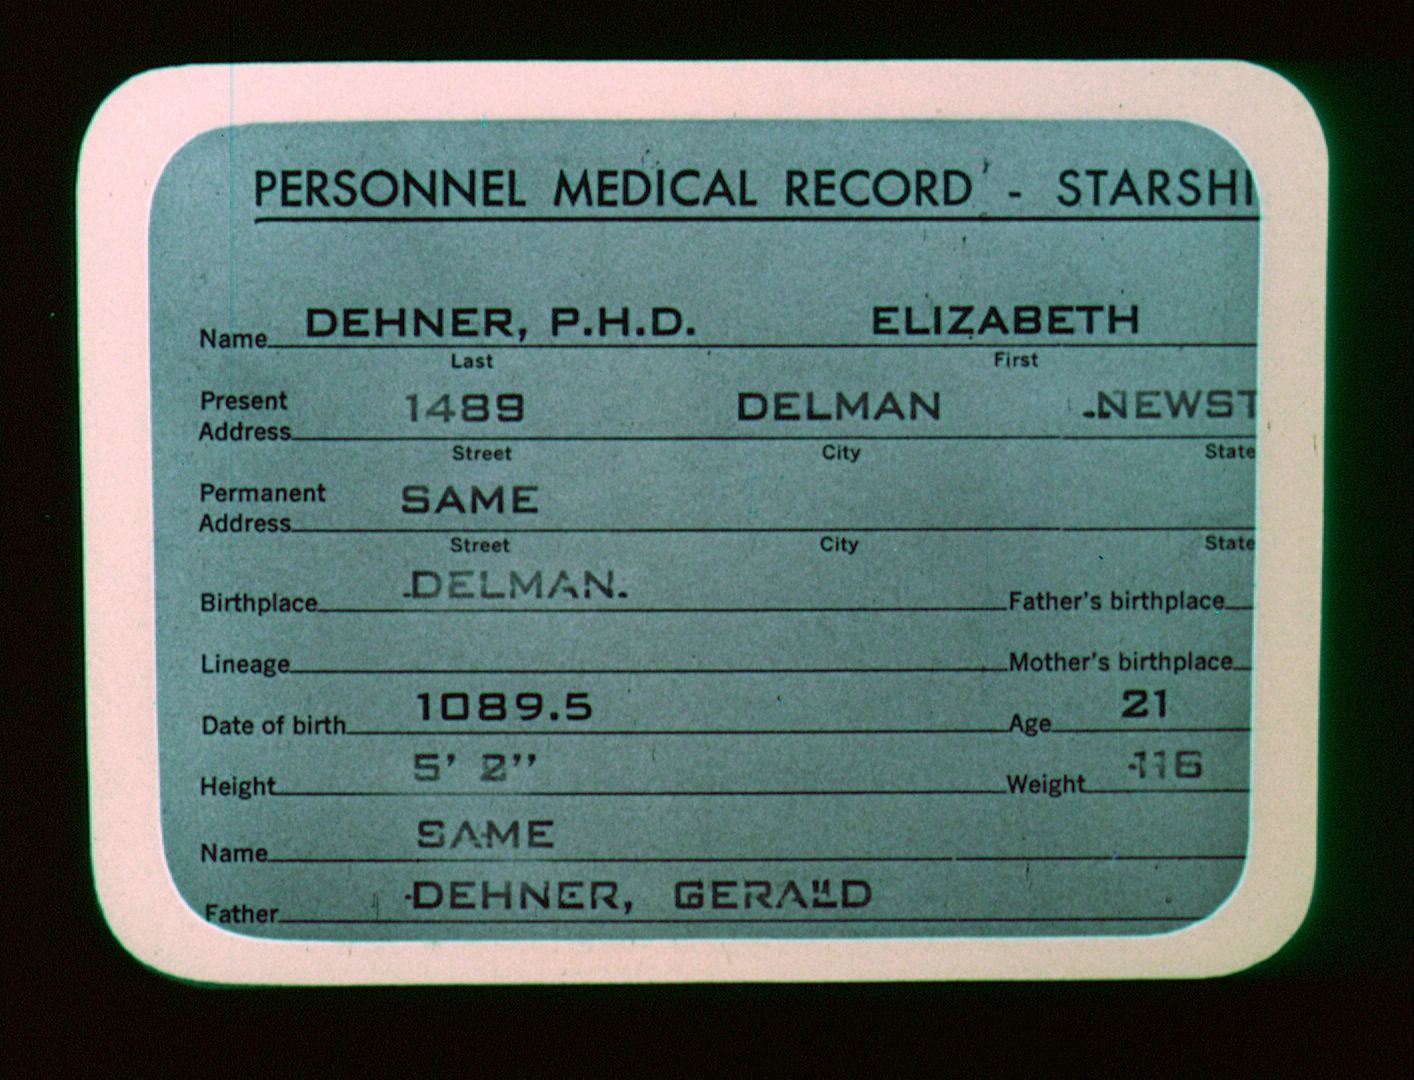 PERSONNEL MEDICAL RECORD - STARSHI
Name DEHNER, P.H.D. ELIZABETH
Last First
Present Address 1489 DELMAN NEWST
Street City State
Permanent Address SAME
Street City State
Birthplace DELMAN. Father's birthplace
Lineage Mother's birthplace
Date of birth 1089.5 Age 21
Height 5' 2" Weight 116
Name SAME
Father DEHNER, GERALD